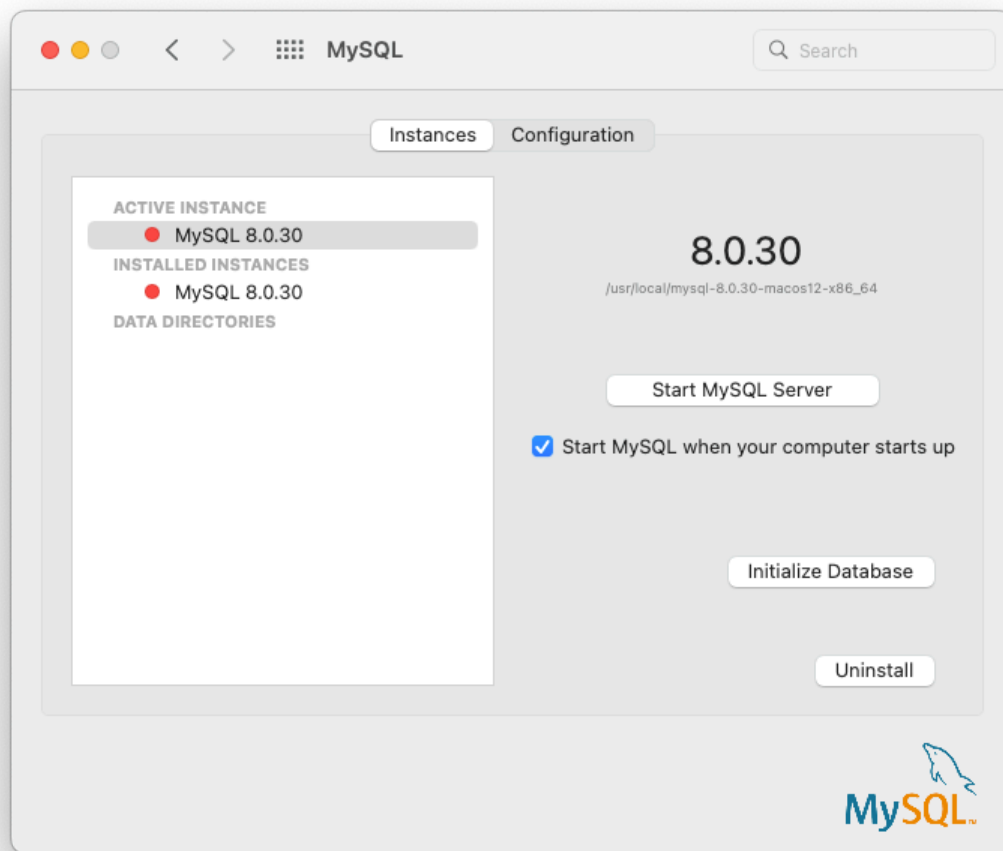 MySQL
Search
Instances
Configuration
ACTIVE INSTANCE
MySQL 8.0.30
INSTALLED INSTANCES
MySQL 8.0.30
DATA DIRECTORIES
8.0.30
/usr/local/mysql-8.0.30-macos12-x86_64
Start MySQL Server
Start MySQL when your computer starts up
Initialize Database
Uninstall
MySQL™